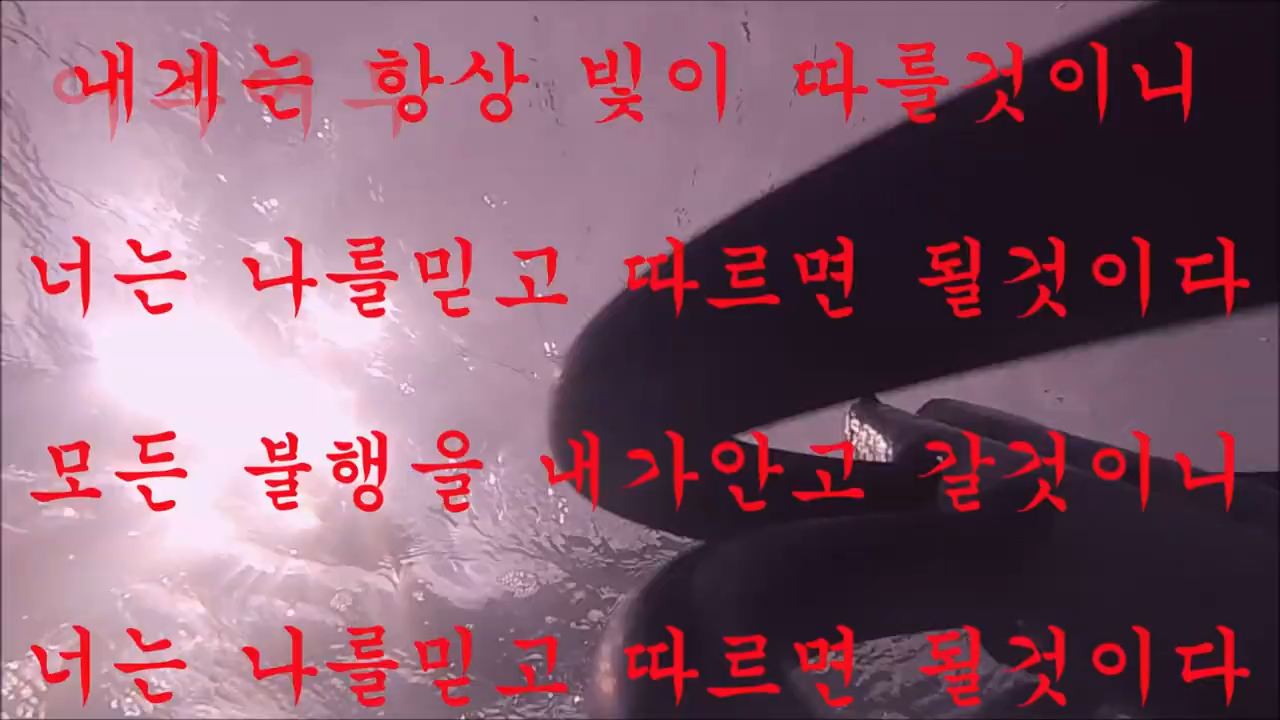 내게는 항상 빛이 따를것이니
너는 나를믿고 따르면 될것이다
모든 불행을 내가안고 갈것이니
너는 나를믿고 따르면 될것이다